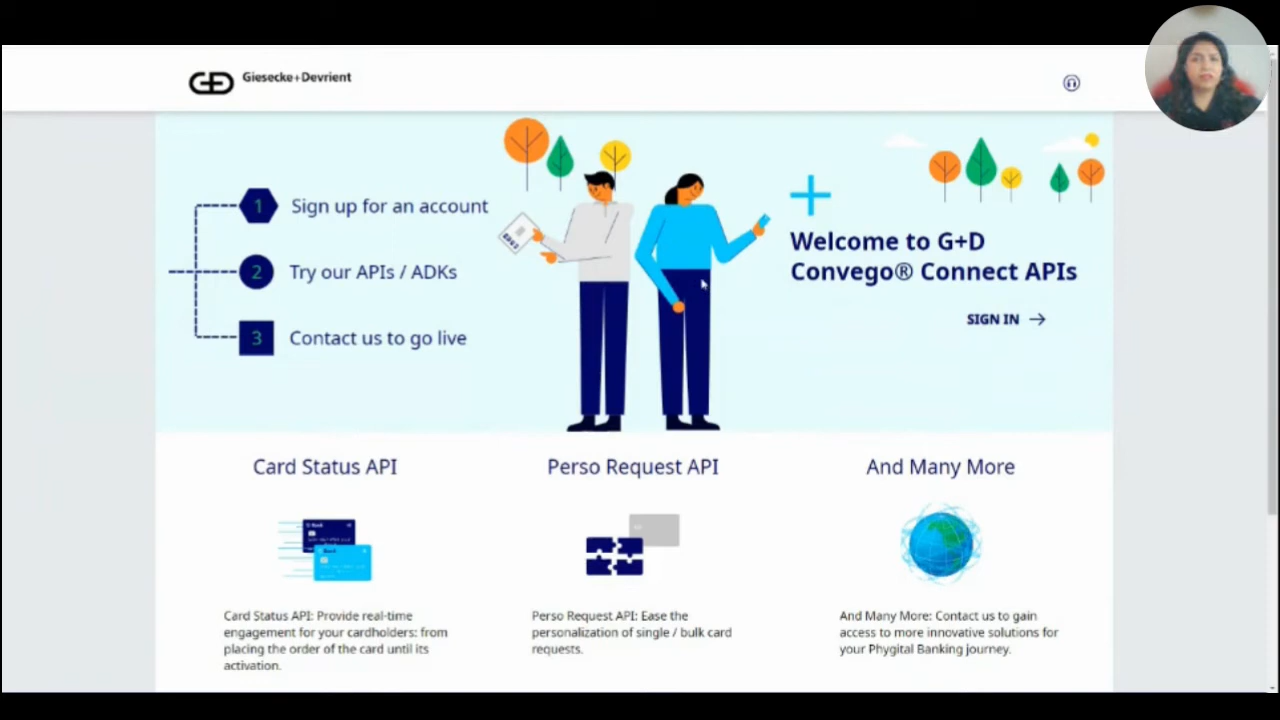 Giesecke+Devrient
1 Sign up for an account
2 Try our APIs / ADKs
3 Contact us to go live
Welcome to G+D
Convego® Connect APIs
SIGN IN
Card Status API
Card Status API: Provide real-time
engagement for your cardholders: from
placing the order of the card until its
activation.
Perso Request API
Perso Request API: Ease the
personalization of single / bulk card
requests.
And Many More
And Many More: Contact us to gain
access to more innovative solutions for
your Phygital Banking journey.